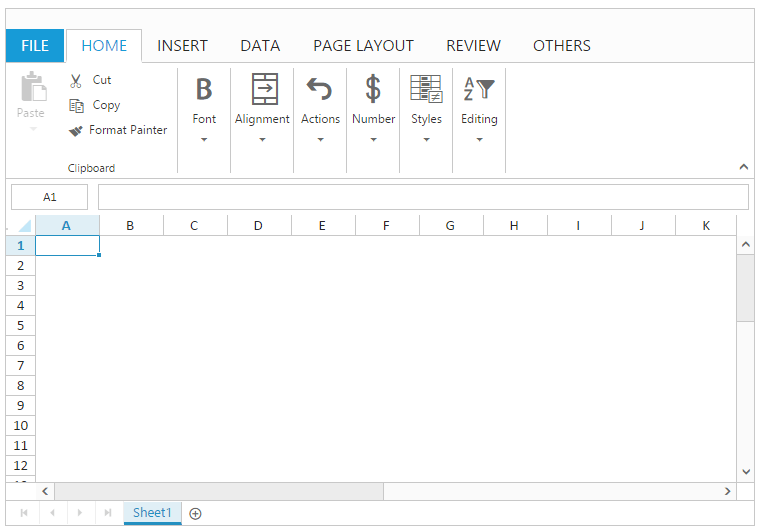 FILE HOME INSERT DATA PAGE LAYOUT REVIEW OTHERS
Paste
Cut
Copy
Format Painter
Clipboard
B
Font
Alignment
Actions
$
Number
Styles
A
Z
Editing
A1
A B C D E F G H I J K
1
2
3
4
5
6
7
8
9
10
11
12
Sheet1